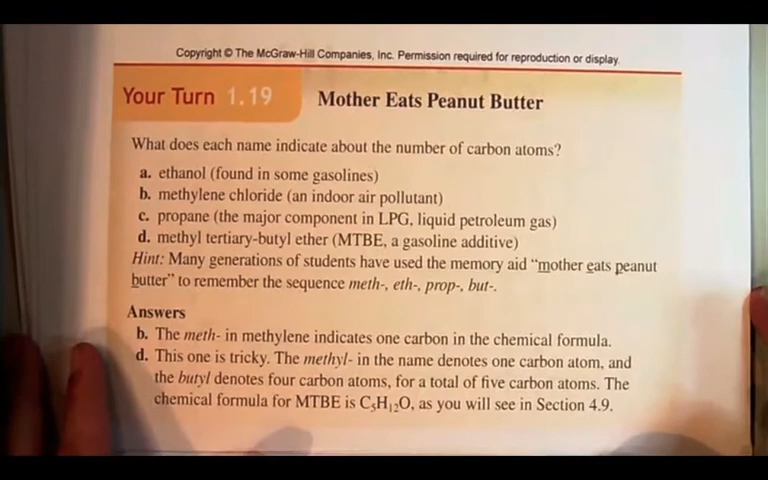 Copyright © The McGraw-Hill Companies, Inc. Permission required for reproduction or display.
Your Turn 1.19 Mother Eats Peanut Butter
What does each name indicate about the number of carbon atoms?
a. ethanol (found in some gasolines)
b. methylene chloride (an indoor air pollutant)
c. propane (the major component in LPG, liquid petroleum gas)
d. methyl tertiary-butyl ether (MTBE, a gasoline additive)
Hint: Many generations of students have used the memory aid “mother eats peanut
butter” to remember the sequence meth-, eth-, prop-, but-.
Answers
b. The meth- in methylene indicates one carbon in the chemical formula.
d. This one is tricky. The methyl- in the name denotes one carbon atom, and
the butyl denotes four carbon atoms, for a total of five carbon atoms. The
chemical formula for MTBE is C₅H₁₂O, as you will see in Section 4.9.